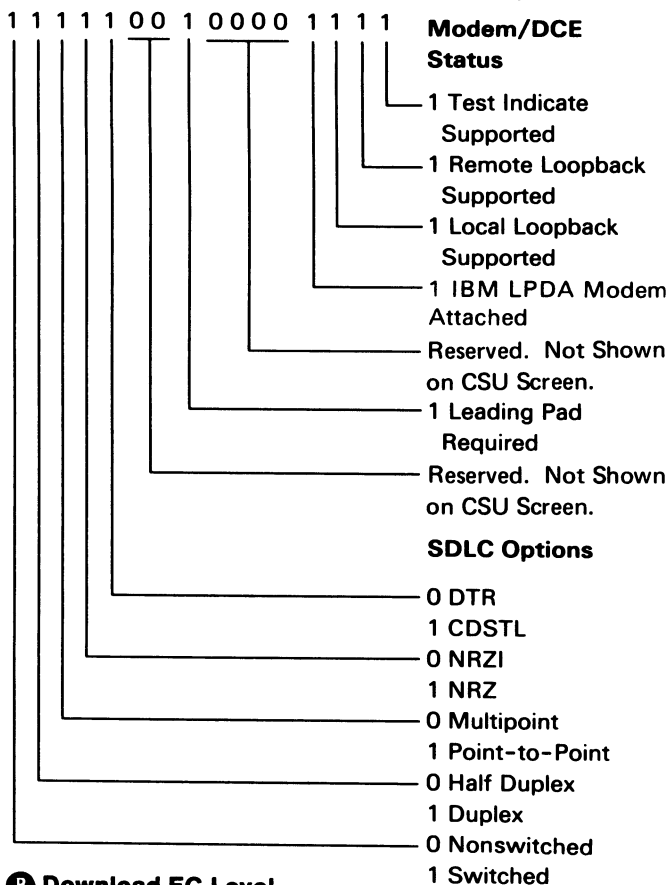 1 1 1 1 1 0 0 1 0 0 0 0 1 1 1 1
Modem/DCE
Status
1 Test Indicate
Supported
1 Remote Loopback
Supported
1 Local Loopback
Supported
1 IBM LPDA Modem
Attached
Reserved. Not Shown
on CSU Screen.
1 Leading Pad
Required
Reserved. Not Shown
on CSU Screen.
SDLC Options
0 DTR
1 CDSTL
0 NRZI
1 NRZ
0 Multipoint
1 Point-to-Point
0 Half Duplex
1 Duplex
0 Nonswitched
1 Switched